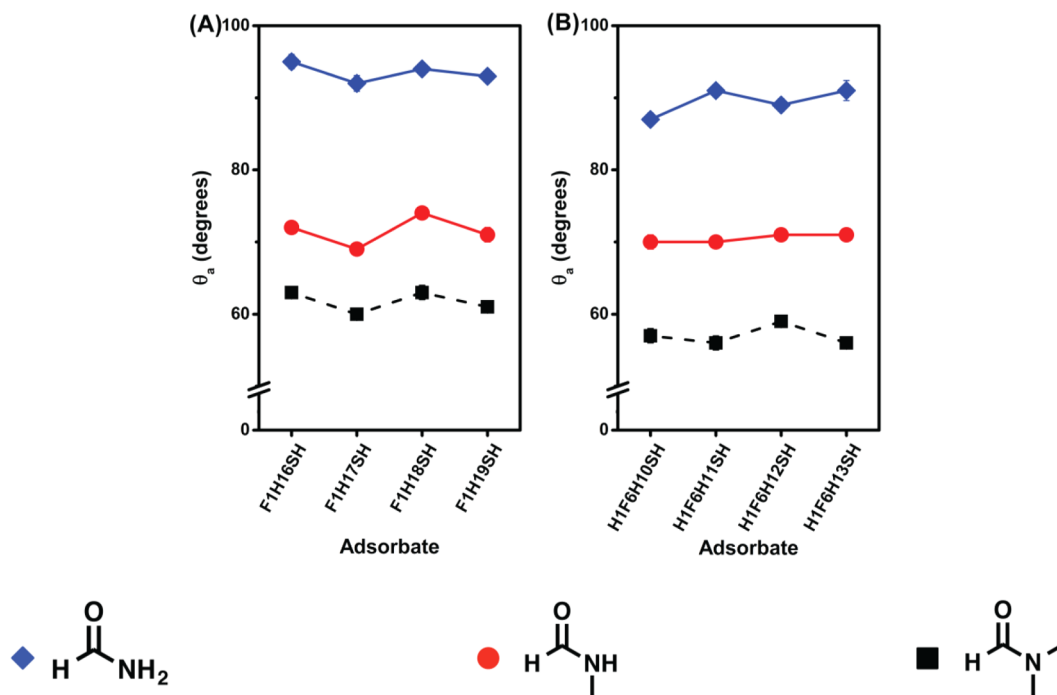 (A)
100
80
60
0
θa (degrees)
F1H16SH
F1H17SH
F1H18SH
F1H19SH
Adsorbate
(B)
100
80
60
0
θa (degrees)
H1F6H10SH
H1F6H11SH
H1F6H12SH
H1F6H13SH
Adsorbate
O
H
NH2
O
H
NH
O
H
N